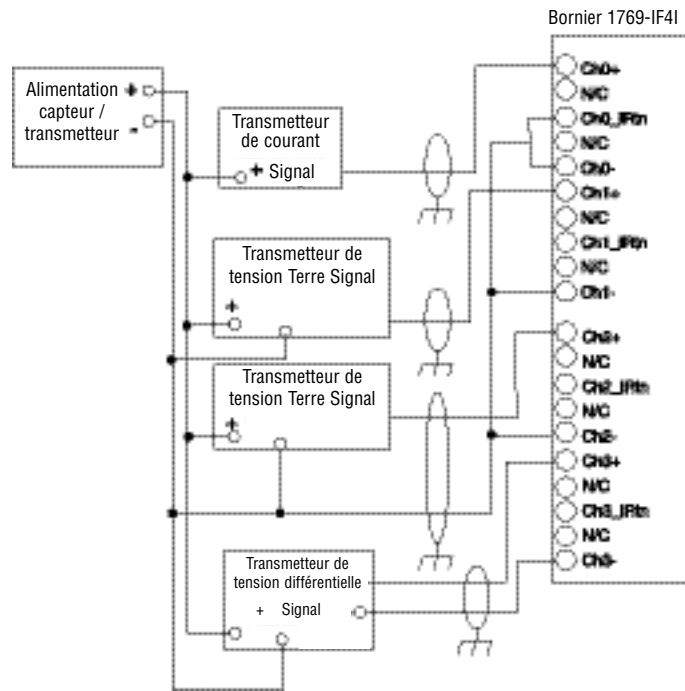 Bornier 1769-IF4I
Alimentation
capteur /
transmetteur
+
-
Transmetteur
de courant
+ Signal
Transmetteur de
tension Terre Signal
+
Transmetteur de
tension Terre Signal
+
Transmetteur de
tension différentielle
+ Signal
Ch0+
N/C
Ch0_IRtn
N/C
Ch0-
Ch1+
N/C
Ch1_IRtn
N/C
Ch1-
Ch2+
N/C
Ch2_IRtn
N/C
Ch2-
Ch3+
N/C
Ch3_IRtn
N/C
Ch3-